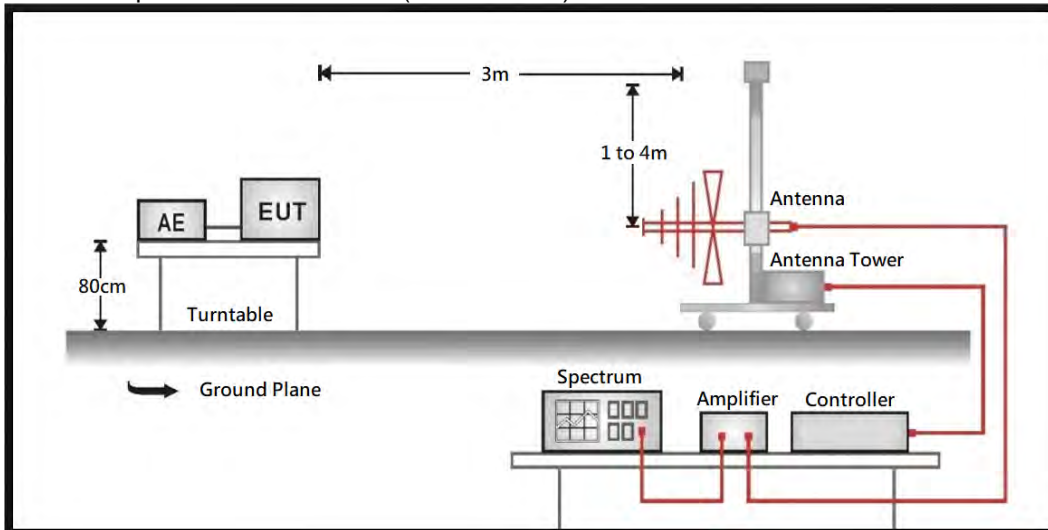 3m
1 to 4m
AE
EUT
Antenna
80cm
Antenna Tower
Turntable
Ground Plane
Spectrum
Amplifier
Controller